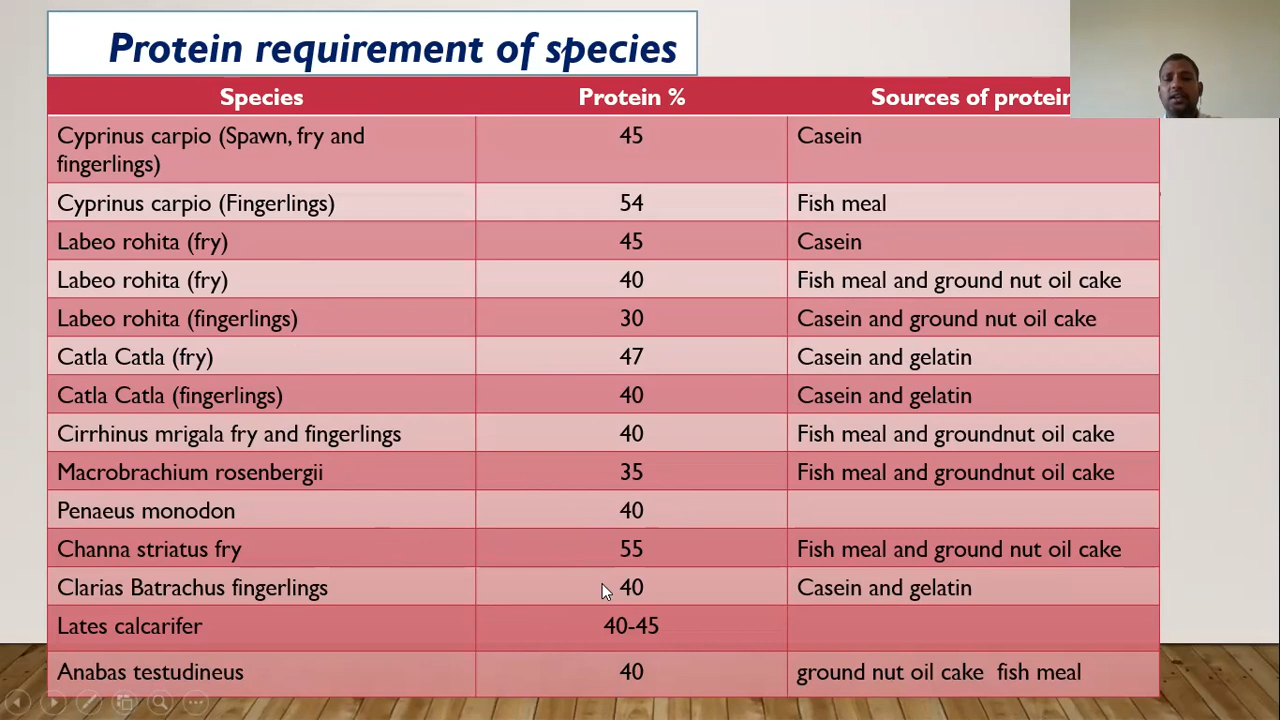 Protein requirement of species
Species Protein % Sources of protein
Cyprinus carpio (Spawn, fry and 45 Casein
fingerlings)
Cyprinus carpio (Fingerlings) 54 Fish meal
Labeo rohita (fry) 45 Casein
Labeo rohita (fry) 40 Fish meal and ground nut oil cake
Labeo rohita (fingerlings) 30 Casein and ground nut oil cake
Catla Catla (fry) 47 Casein and gelatin
Catla Catla (fingerlings) 40 Casein and gelatin
Cirrhinus mrigala fry and fingerlings 40 Fish meal and groundnut oil cake
Macrobrachium rosenbergii 35 Fish meal and groundnut oil cake
Penaeus monodon 40
Channa striatus fry 55 Fish meal and ground nut oil cake
Clarias Batrachus fingerlings 40 Casein and gelatin
Lates calcarifer 40-45
Anabas testudineus 40 ground nut oil cake fish meal